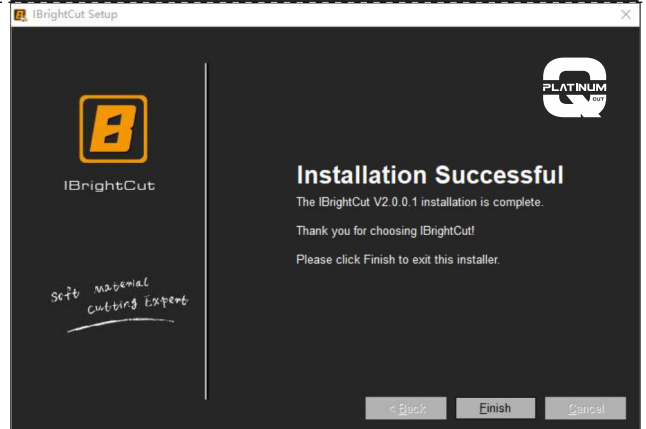 IBrightCut Setup
PLATINUM
CUT
IBrightCut
Soft Material
Cutting Expert
Installation Successful
The IBrightCut V2.0.0.1 installation is complete.
Thank you for choosing IBrightCut!
Please click Finish to exit this installer.
< Back
Finish
Cancel